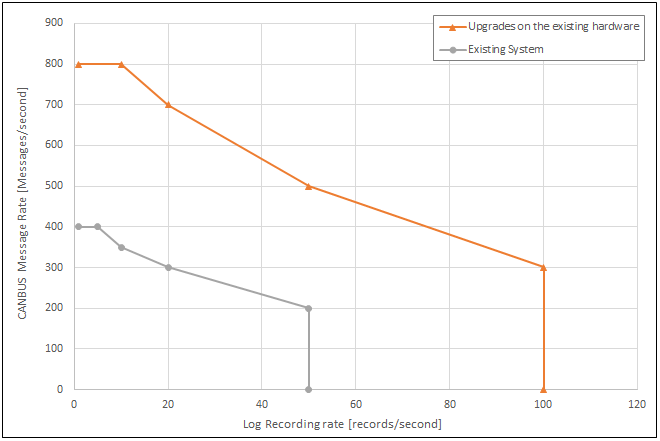 Upgrades on the existing hardware
Existing System
900
800
700
600
500
400
300
200
100
0
CANBUS Message Rate [Messages/second]
0 20 40 60 80 100 120
Log Recording rate [records/second]